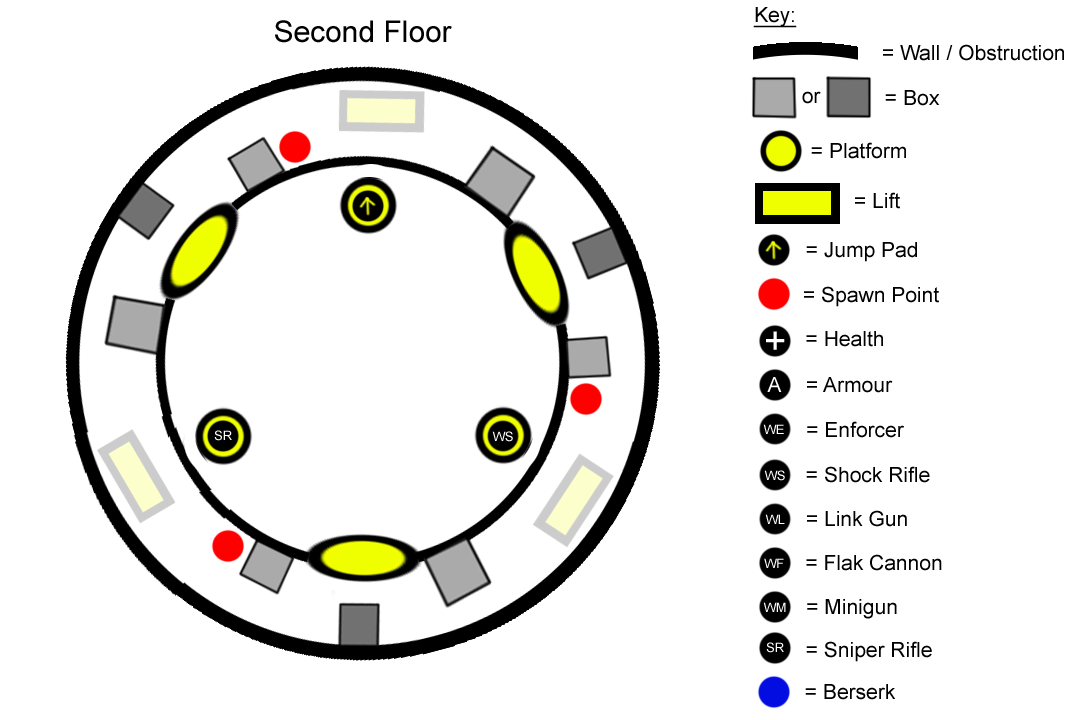 Second Floor
Key:
= Wall / Obstruction
or
= Box
= Platform
= Lift
= Jump Pad
= Spawn Point
= Health
A = Armour
WE = Enforcer
WS = Shock Rifle
WL = Link Gun
WF = Flak Cannon
WM = Minigun
SR = Sniper Rifle
= Berserk
SR
WS